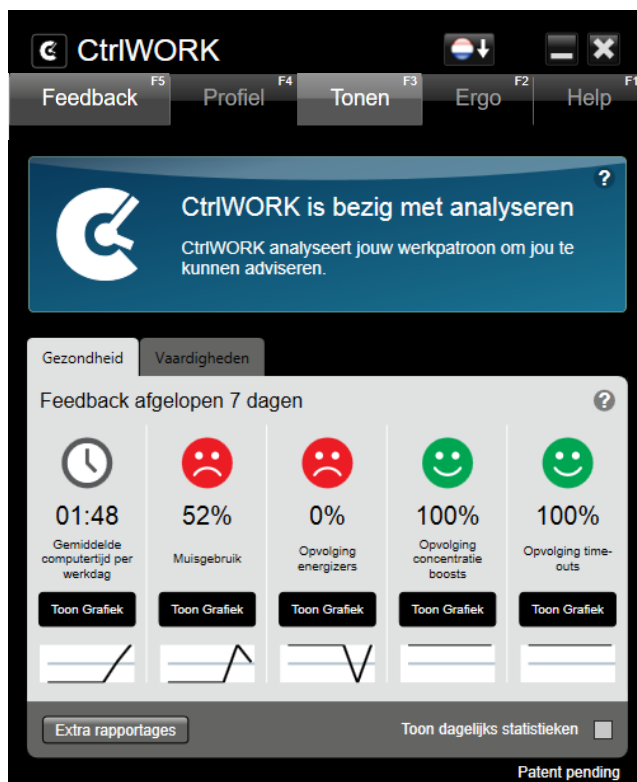 CtrlWORK
Feedback F5 Profiel F4 Tonen F3 Ergo F2 Help F1
?
CtrlWORK is bezig met analyseren
CtrlWORK analyseert jouw werkpatroon om jou te
kunnen adviseren.
Gezondheid Vaardigheden
Feedback afgelopen 7 dagen ?
01:48
Gemiddelde
computertijd per
werkdag
Toon Grafiek
52%
Muisgebruik
Toon Grafiek
0%
Opvolging
energizers
Toon Grafiek
100%
Opvolging
concentratie
boosts
Toon Grafiek
100%
Opvolging time-
outs
Toon Grafiek
Extra rapportages Toon dagelijks statistieken
Patent pending